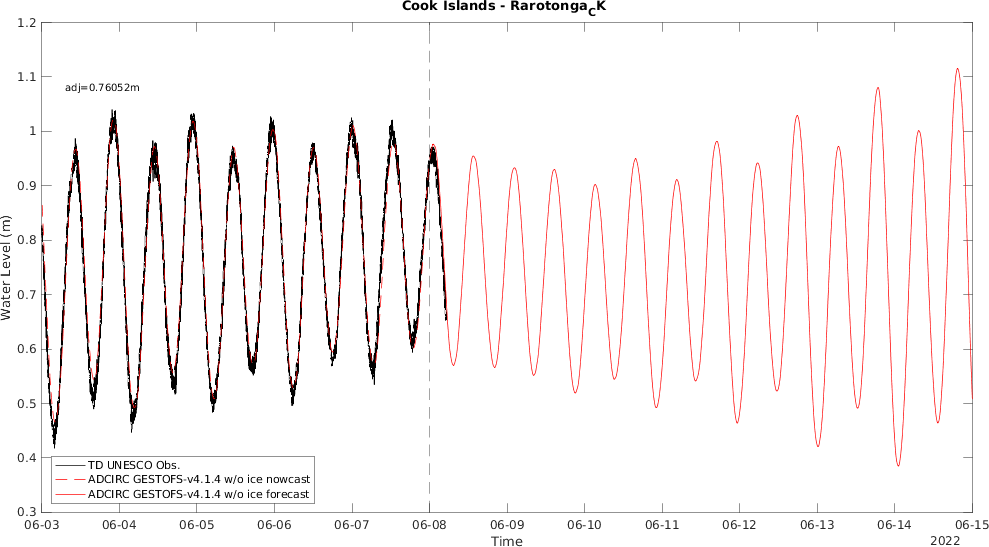 Cook Islands - Rarotonga_CK
adj=0.76052m
Water Level (m)
1.2
1.1
1
0.9
0.8
0.7
0.6
0.5
0.4
0.3
TD UNESCO Obs.
ADCIRC GESTOFS-v4.1.4 w/o ice nowcast
ADCIRC GESTOFS-v4.1.4 w/o ice forecast
06-03 06-04 06-05 06-06 06-07 06-08 06-09 06-10 06-11 06-12 06-13 06-14 06-15
Time
2022